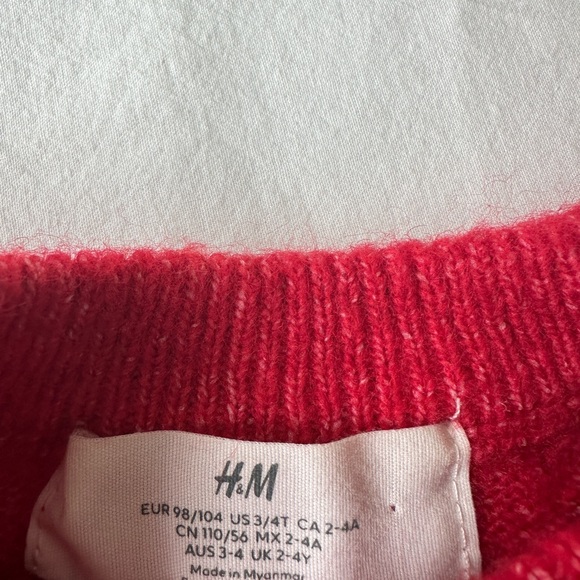 H&M
EUR 98/104 US 3/4T CA 2-4A
CN 110/56 MX 2-4A
AUS 3-4 UK 2-4Y
Made in Myanmar